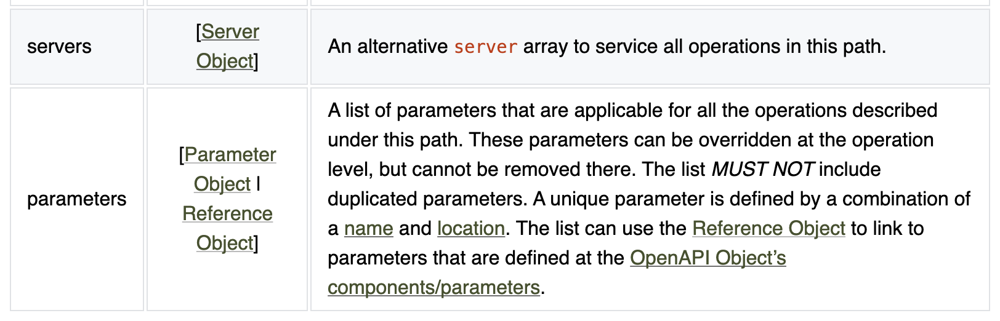 servers
[Server
Object]
An alternative server array to service all operations in this path.
parameters
[Parameter
Object |
Reference
Object]
A list of parameters that are applicable for all the operations described
under this path. These parameters can be overridden at the operation
level, but cannot be removed there. The list MUST NOT include
duplicated parameters. A unique parameter is defined by a combination of
a name and location. The list can use the Reference Object to link to
parameters that are defined at the OpenAPI Object’s
components/parameters.